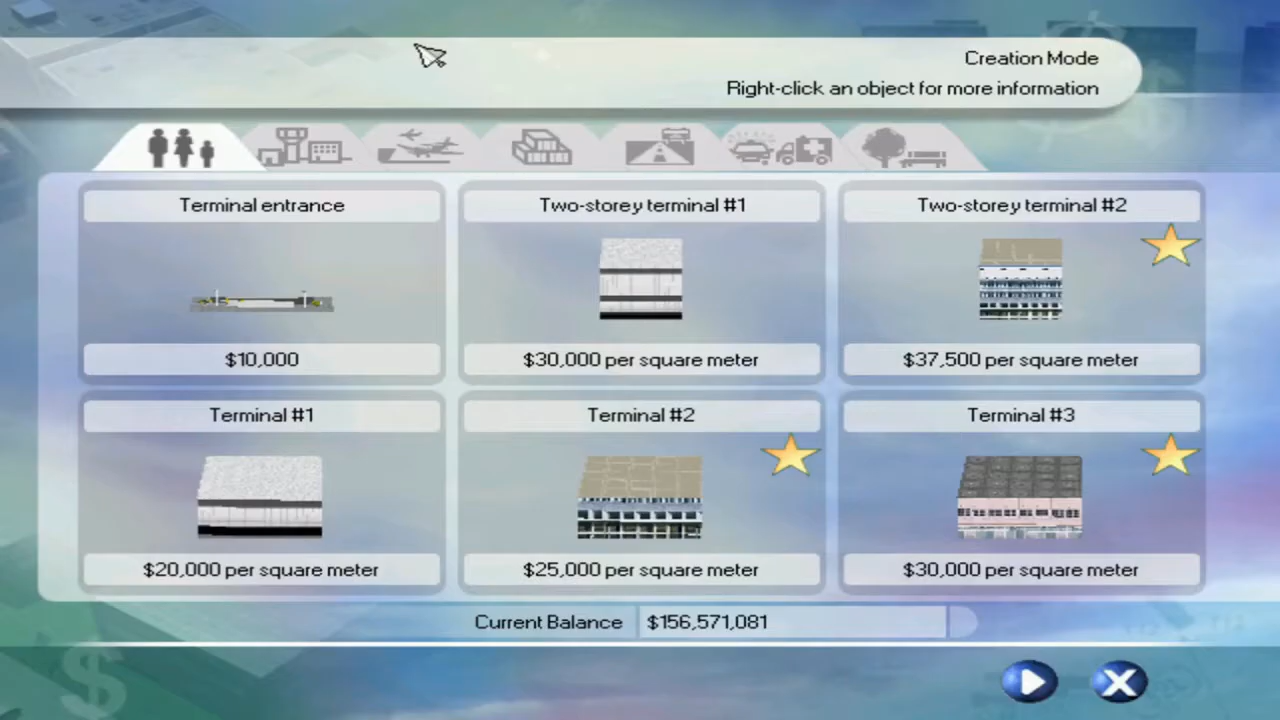 Creation Mode
Right-click an object for more information
Terminal entrance
Two-storey terminal #1
Two-storey terminal #2
$10,000
$30,000 per square meter
$37,500 per square meter
Terminal #1
Terminal #2
Terminal #3
$20,000 per square meter
$25,000 per square meter
$30,000 per square meter
Current Balance
$156,571,081